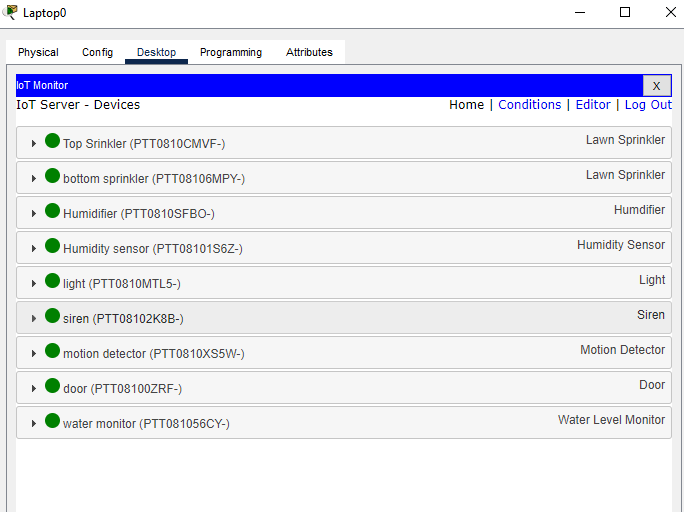 Laptop0
Physical Config Desktop Programming Attributes
IoT Monitor X
IoT Server - Devices Home | Conditions | Editor | Log Out
Top Srinkler (PTT0810CMVF-) Lawn Sprinkler
bottom sprinkler (PTT08106MPY-) Lawn Sprinkler
Humidifier (PTT0810SFBO-) Humdifier
Humidity sensor (PTT08101S6Z-) Humidity Sensor
light (PTT0810MTL5-) Light
siren (PTT08102K8B-) Siren
motion detector (PTT0810XS5W-) Motion Detector
door (PTT08100ZRF-) Door
water monitor (PTT081056CY-) Water Level Monitor